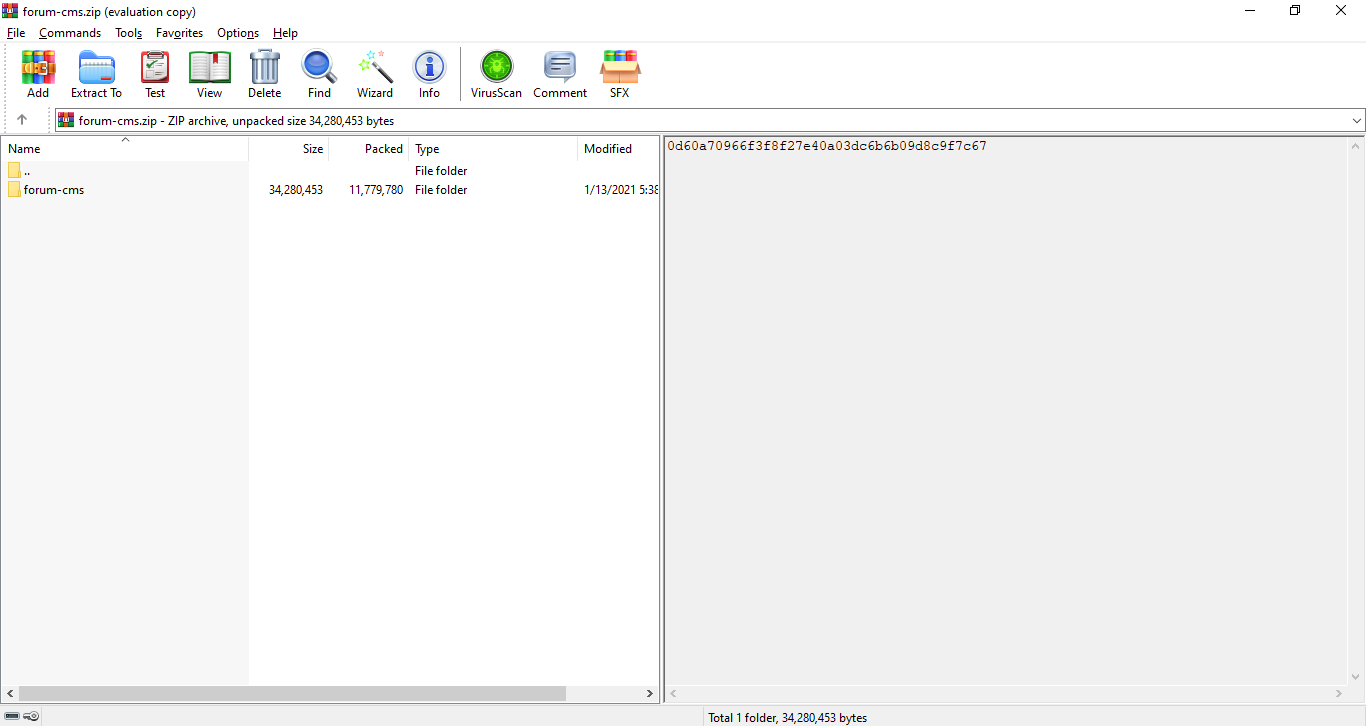 forum-cms.zip (evaluation copy)
File Commands Tools Favorites Options Help
Add Extract To Test View Delete Find Wizard Info VirusScan Comment SFX
forum-cms.zip - ZIP archive, unpacked size 34,280,453 bytes
Name Size Packed Type Modified
.. File folder
forum-cms 34,280,453 11,779,780 File folder 1/13/2021 5:38
0d60a70966f3f8f27e40a03dc6b6b09d8c9f7c67
Total 1 folder, 34,280,453 bytes